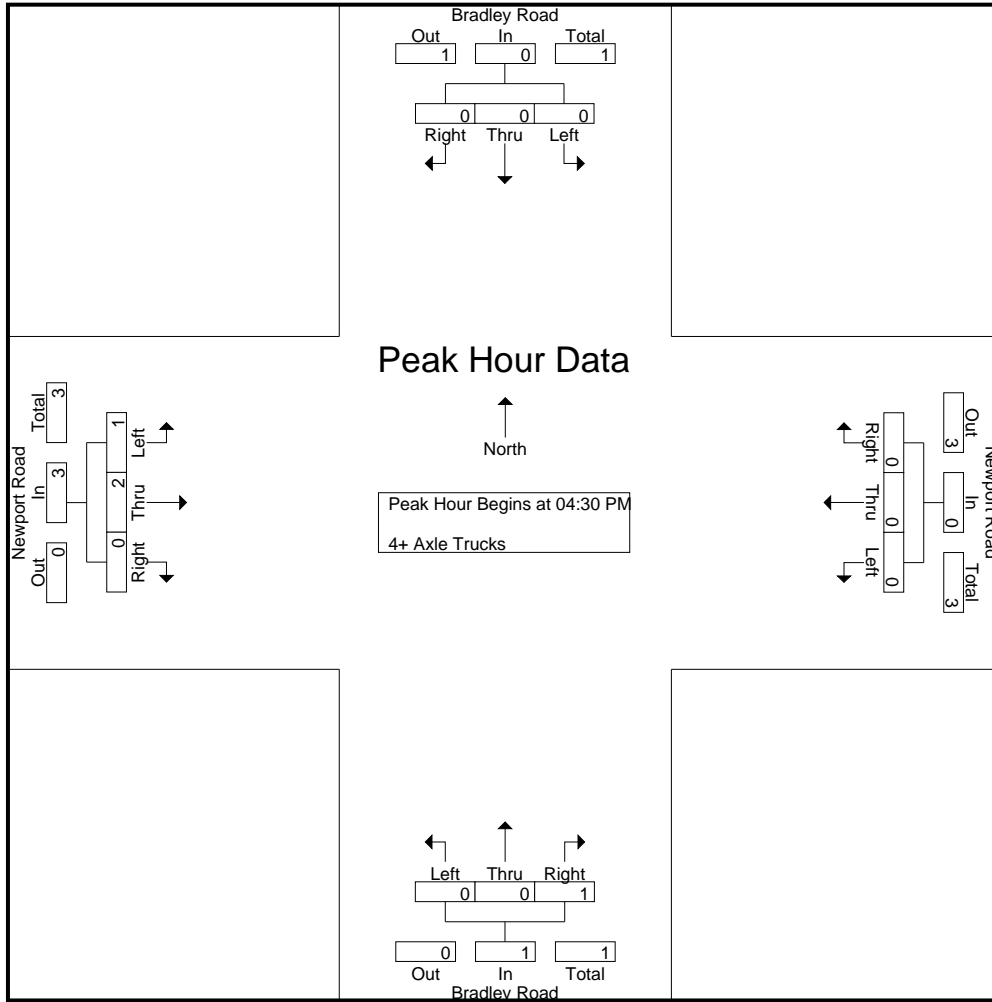 Bradley Road
Out In Total
1 0 1
0 0 0
Right Thru Left
Peak Hour Data
North
Peak Hour Begins at 04:30 PM
4+ Axle Trucks
Newport Road
Out In Total
0 3 3
Right Thru Left
0 2 1
Newport Road
Out In Total
3 0 3
Right Thru Left
0 0 0
Left Thru Right
0 0 1
0 1 1
Out In Total
Bradley Road